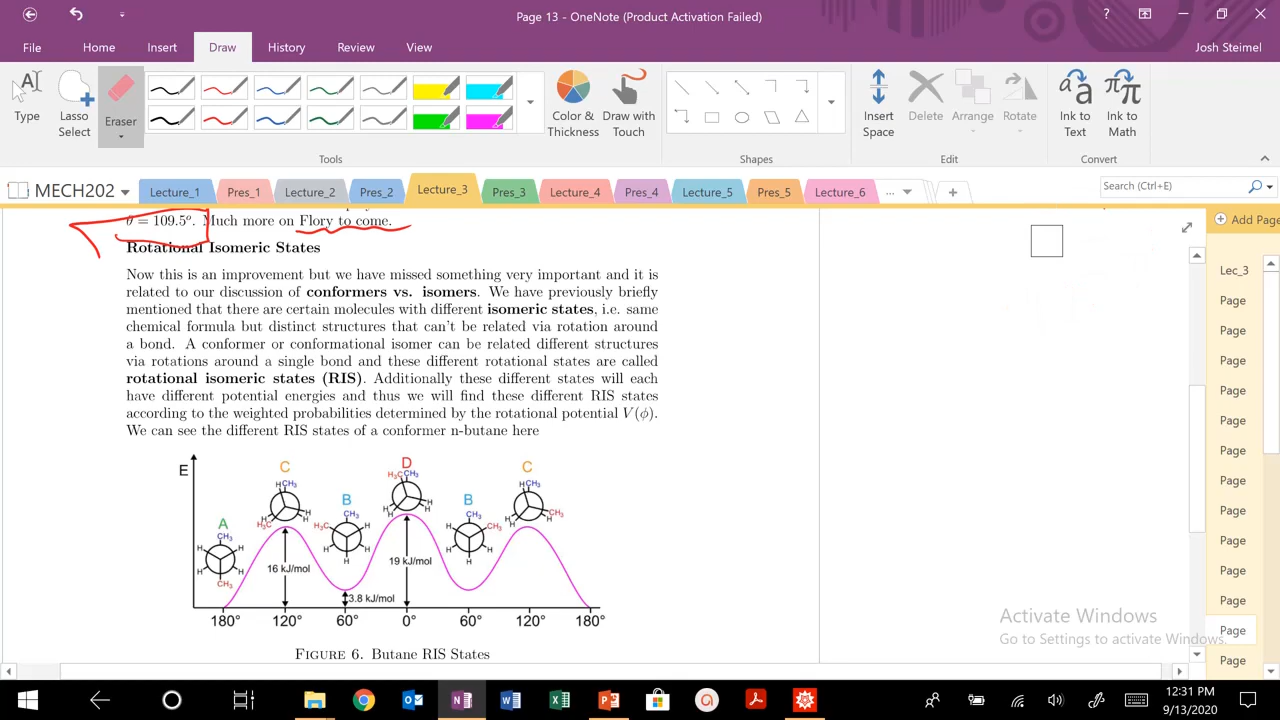 Page 13 - OneNote (Product Activation Failed)
?
File Home Insert Draw History Review View Josh Steimel
Type
Lasso Select
Eraser
Color & Thickness
Draw with Touch
Insert Space
Delete
Arrange
Rotate
Ink to Text
Ink to Math
Tools Shapes Edit Convert
MECH202 Lecture_1 Pres_1 Lecture_2 Pres_2 Lecture_3 Pres_3 Lecture_4 Pres_4 Lecture_5 Pres_5 Lecture_6 ... Search (Ctrl+E)
θ = 109.5°. Much more on Flory to come.
Rotational Isomeric States
Now this is an improvement but we have missed something very important and it is
related to our discussion of conformers vs. isomers. We have previously briefly
mentioned that there are certain molecules with different isomeric states, i.e. same
chemical formula but distinct structures that can't be related via rotation around
a bond. A conformer or conformational isomer can be related different structures
via rotations around a single bond and these different rotational states are called
rotational isomeric states (RIS). Additionally these different states will each
have different potential energies and thus we will find these different RIS states
according to the weighted probabilities determined by the rotational potential V(ϕ).
We can see the different RIS states of a conformer n-butane here
E
A C B D B C
16 kJ/mol
3.8 kJ/mol
19 kJ/mol
180° 120° 60° 0° 60° 120° 180°
FIGURE 6. Butane RIS States
Add Page
Lec_3
Page
Page
Page
Page
Page
Page
Page
Page
Page
Page
Page
Page
Page
Activate Windows
Go to Settings to activate Windows.
12:31 PM
9/13/2020